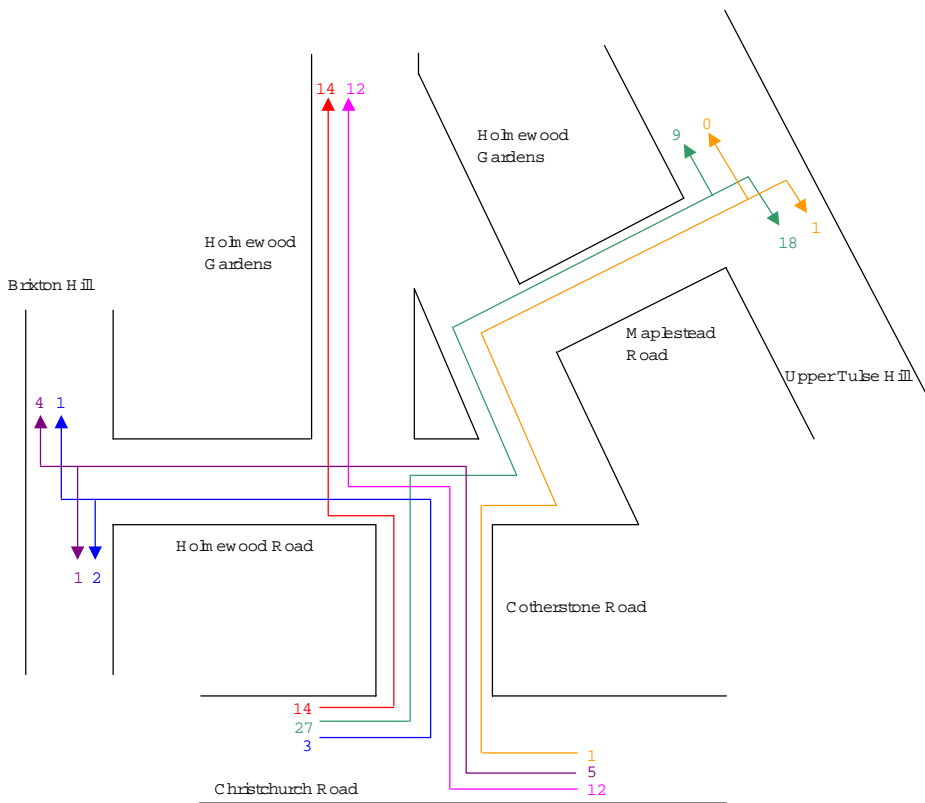 14 12
0
9
Holmewood
Gardens
1
18
Holmewood
Gardens
Brixton Hill
Maplestead
Road
Upper Tulse Hill
4 1
Holmewood Road
1 2
Cotherstone Road
14
27
3
1
5
12
Christchurch Road